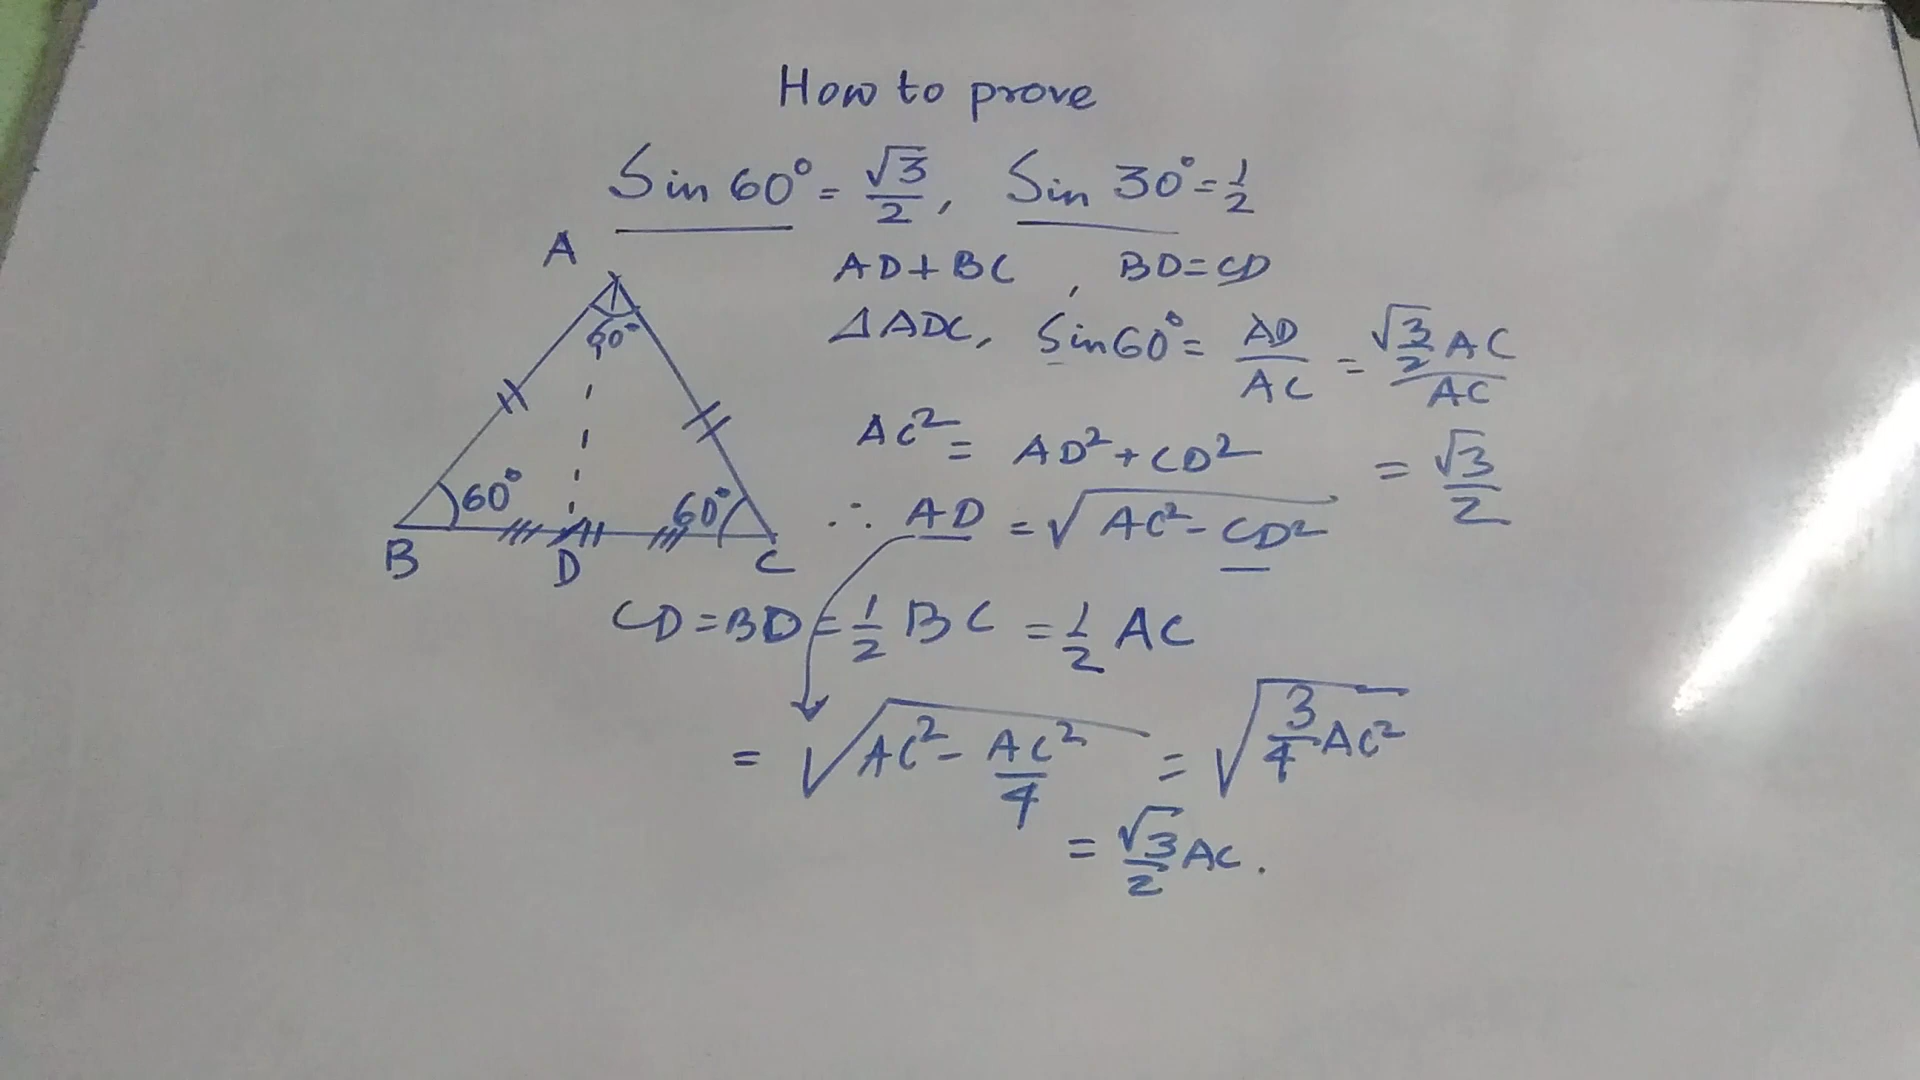 How to prove
Sin 60° = √3/2, Sin 30° = 1/2
A
AD+BC, BD=CD
60°
ΔADC, Sin60° = AD/AC = √3/2 AC/AC
AC² = AD² + CD²
= √3/2
60°
60°
∴ AD = √AC² - CD²
B
D
C
CD = BD = 1/2 BC = 1/2 AC
= √AC² - AC²/4 = √3/4 AC²
= √3/2 AC.